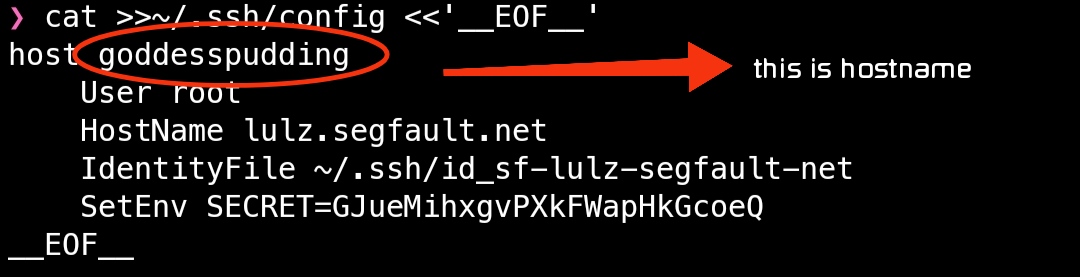 ❯ cat >>~/.ssh/config <<'__EOF__'
host goddesspudding
this is hostname
    User root
    HostName lulz.segfault.net
    IdentityFile ~/.ssh/id_sf-lulz-segfault-net
    SetEnv SECRET=GJueMihxgvPXkFWapHkGcoeQ
__EOF__